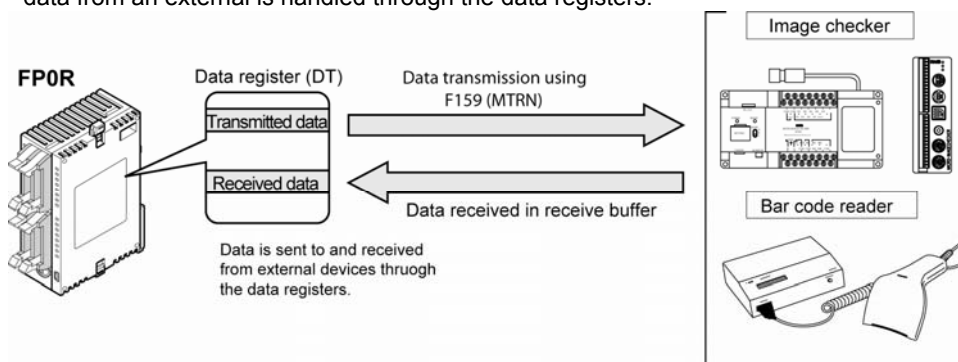 data from an external is handled through the data registers.
Image checker
FP0R
Data register (DT)
Transmitted data
Received data
Data transmission using
F159 (MTRN)
Data received in receive buffer
Data is sent to and received
from external devices thruogh
the data registers.
Bar code reader